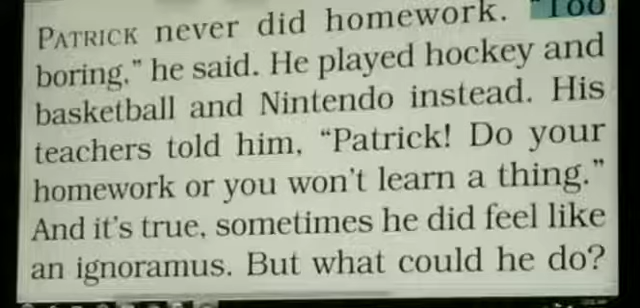 PATRICK never did homework. "Too
boring," he said. He played hockey and
basketball and Nintendo instead. His
teachers told him, "Patrick! Do your
homework or you won't learn a thing."
And it's true, sometimes he did feel like
an ignoramus. But what could he do?